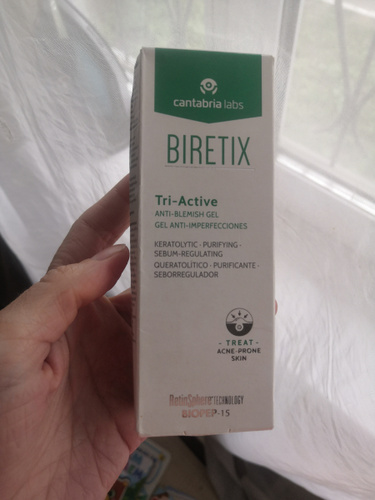 cantabria labs
BIRETIX
Tri-Active
ANTI-BLEMISH GEL
GEL ANTI-IMPERFECCIONES
KERATOLYTIC · PURIFYING ·
SEBUM-REGULATING
QUERATOLÍTICO · PURIFICANTE ·
SEBORREGULADOR
· TREAT ·
ACNE-PRONE
SKIN
RetinSphere®TECHNOLOGY
BIOPEP-15